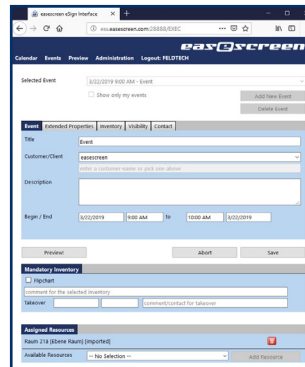 easescreen eSign Interface
eos.easescreen.com:28888/EXEC
easescreen
Calendar Events Preview Administration Logout: FELDTECH
Selected Event 3/22/2019 9:00 AM - Event
Show only my events Add New Event
Delete Event
Event Extended Properties Inventory Visibility Contact
Title Event
Customer/Client easescreen
enter a customer-name or pick one above
Description
Begin / End 3/22/2019 9:00 AM to 10:00 AM 3/22/2019
Preview! Abort Save
Mandatory Inventory
Flipchart
comment for the selected inventory
takeover comment/contact for takeover
Assigned Resources
Raum 21a (Ebene Raum) [imported]
Available Resources -- No Selection -- Add Resource